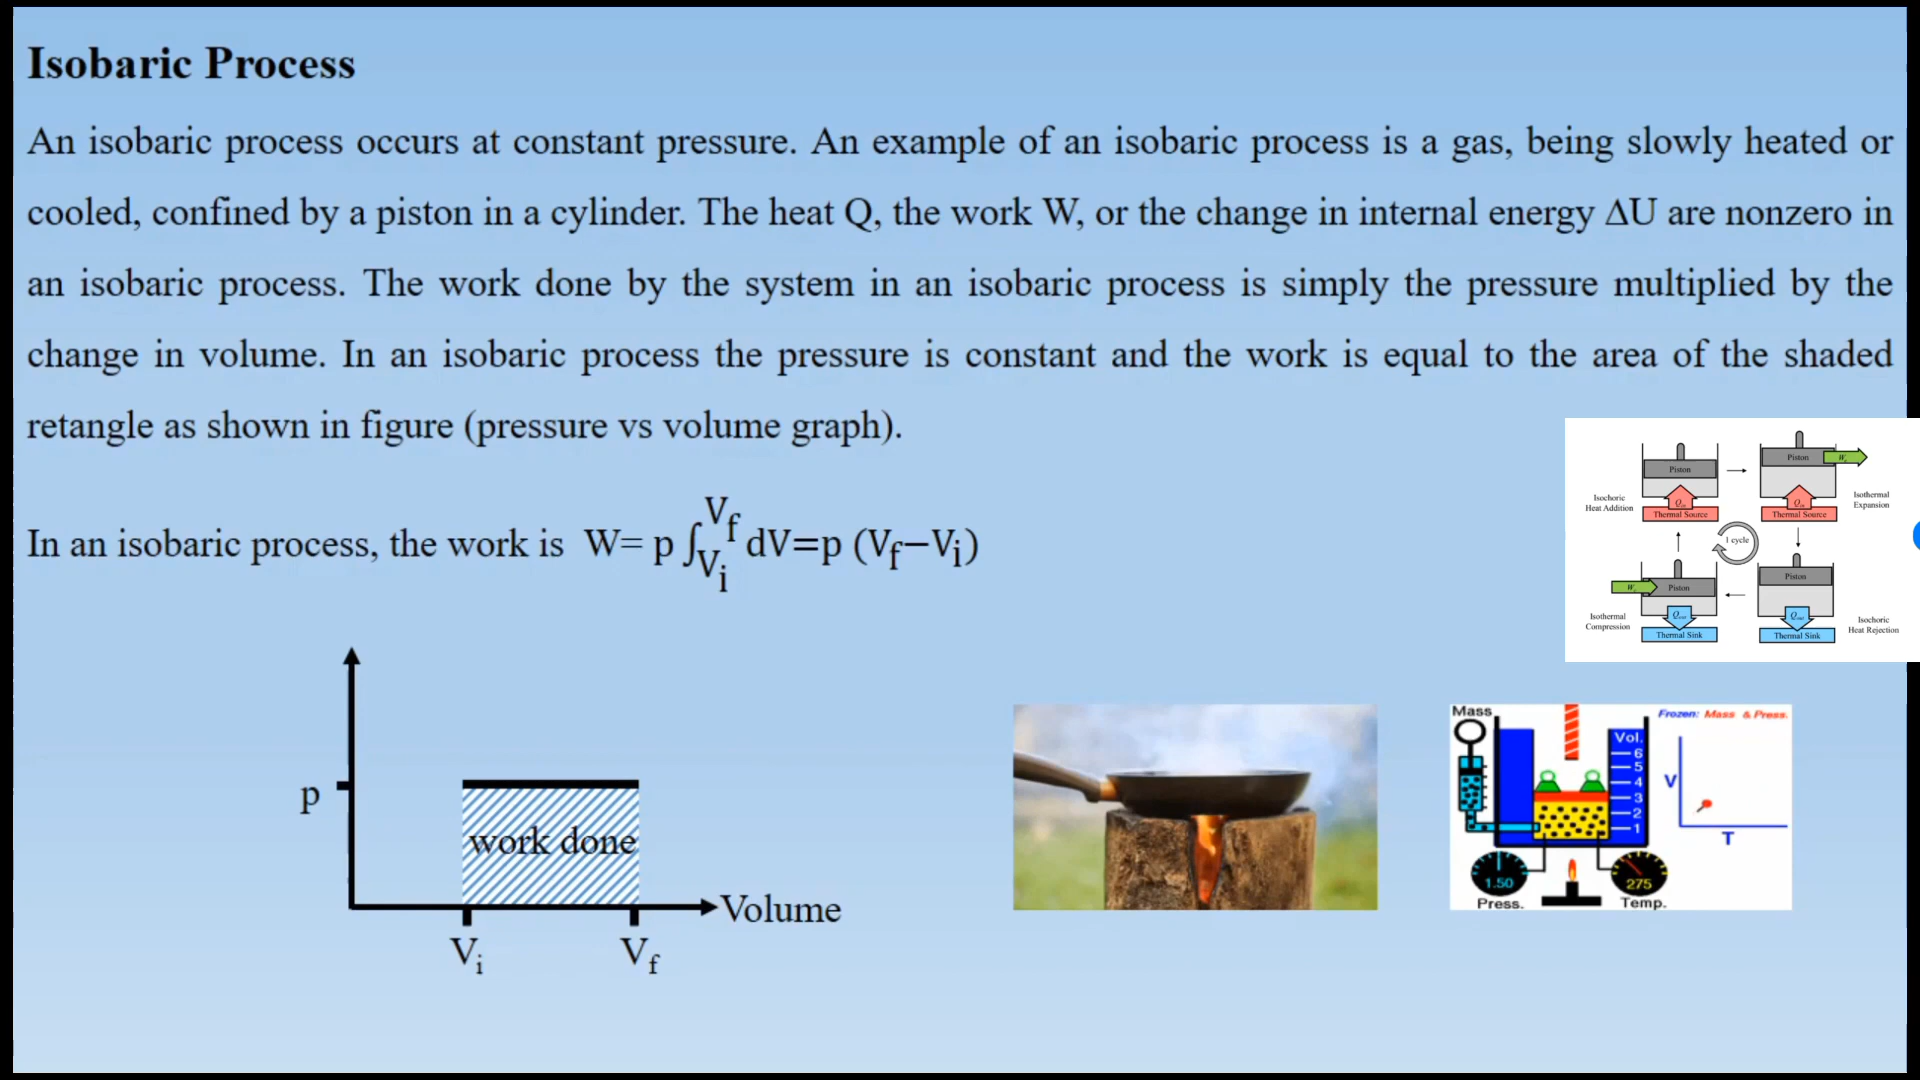 Isobaric Process
An isobaric process occurs at constant pressure. An example of an isobaric process is a gas, being slowly heated or
cooled, confined by a piston in a cylinder. The heat Q, the work W, or the change in internal energy ΔU are nonzero in
an isobaric process. The work done by the system in an isobaric process is simply the pressure multiplied by the
change in volume. In an isobaric process the pressure is constant and the work is equal to the area of the shaded
retangle as shown in figure (pressure vs volume graph).
In an isobaric process, the work is W= p ∫ Vi Vf dV=p (Vf−Vi)
Piston
Piston
W
Isochoric
Heat Addition
Qin
Thermal Source
Qin
Thermal Source
Isothermal
Expansion
1 cycle
W
Piston
Piston
Isothermal
Compression
Qout
Thermal Sink
Qout
Thermal Sink
Isochoric
Heat Rejection
p
work done
Volume
Vi
Vf
Mass
Frozen: Mass & Press.
Vol.
6
5
4
3
2
1
V
T
1.50
275
Press.
Temp.